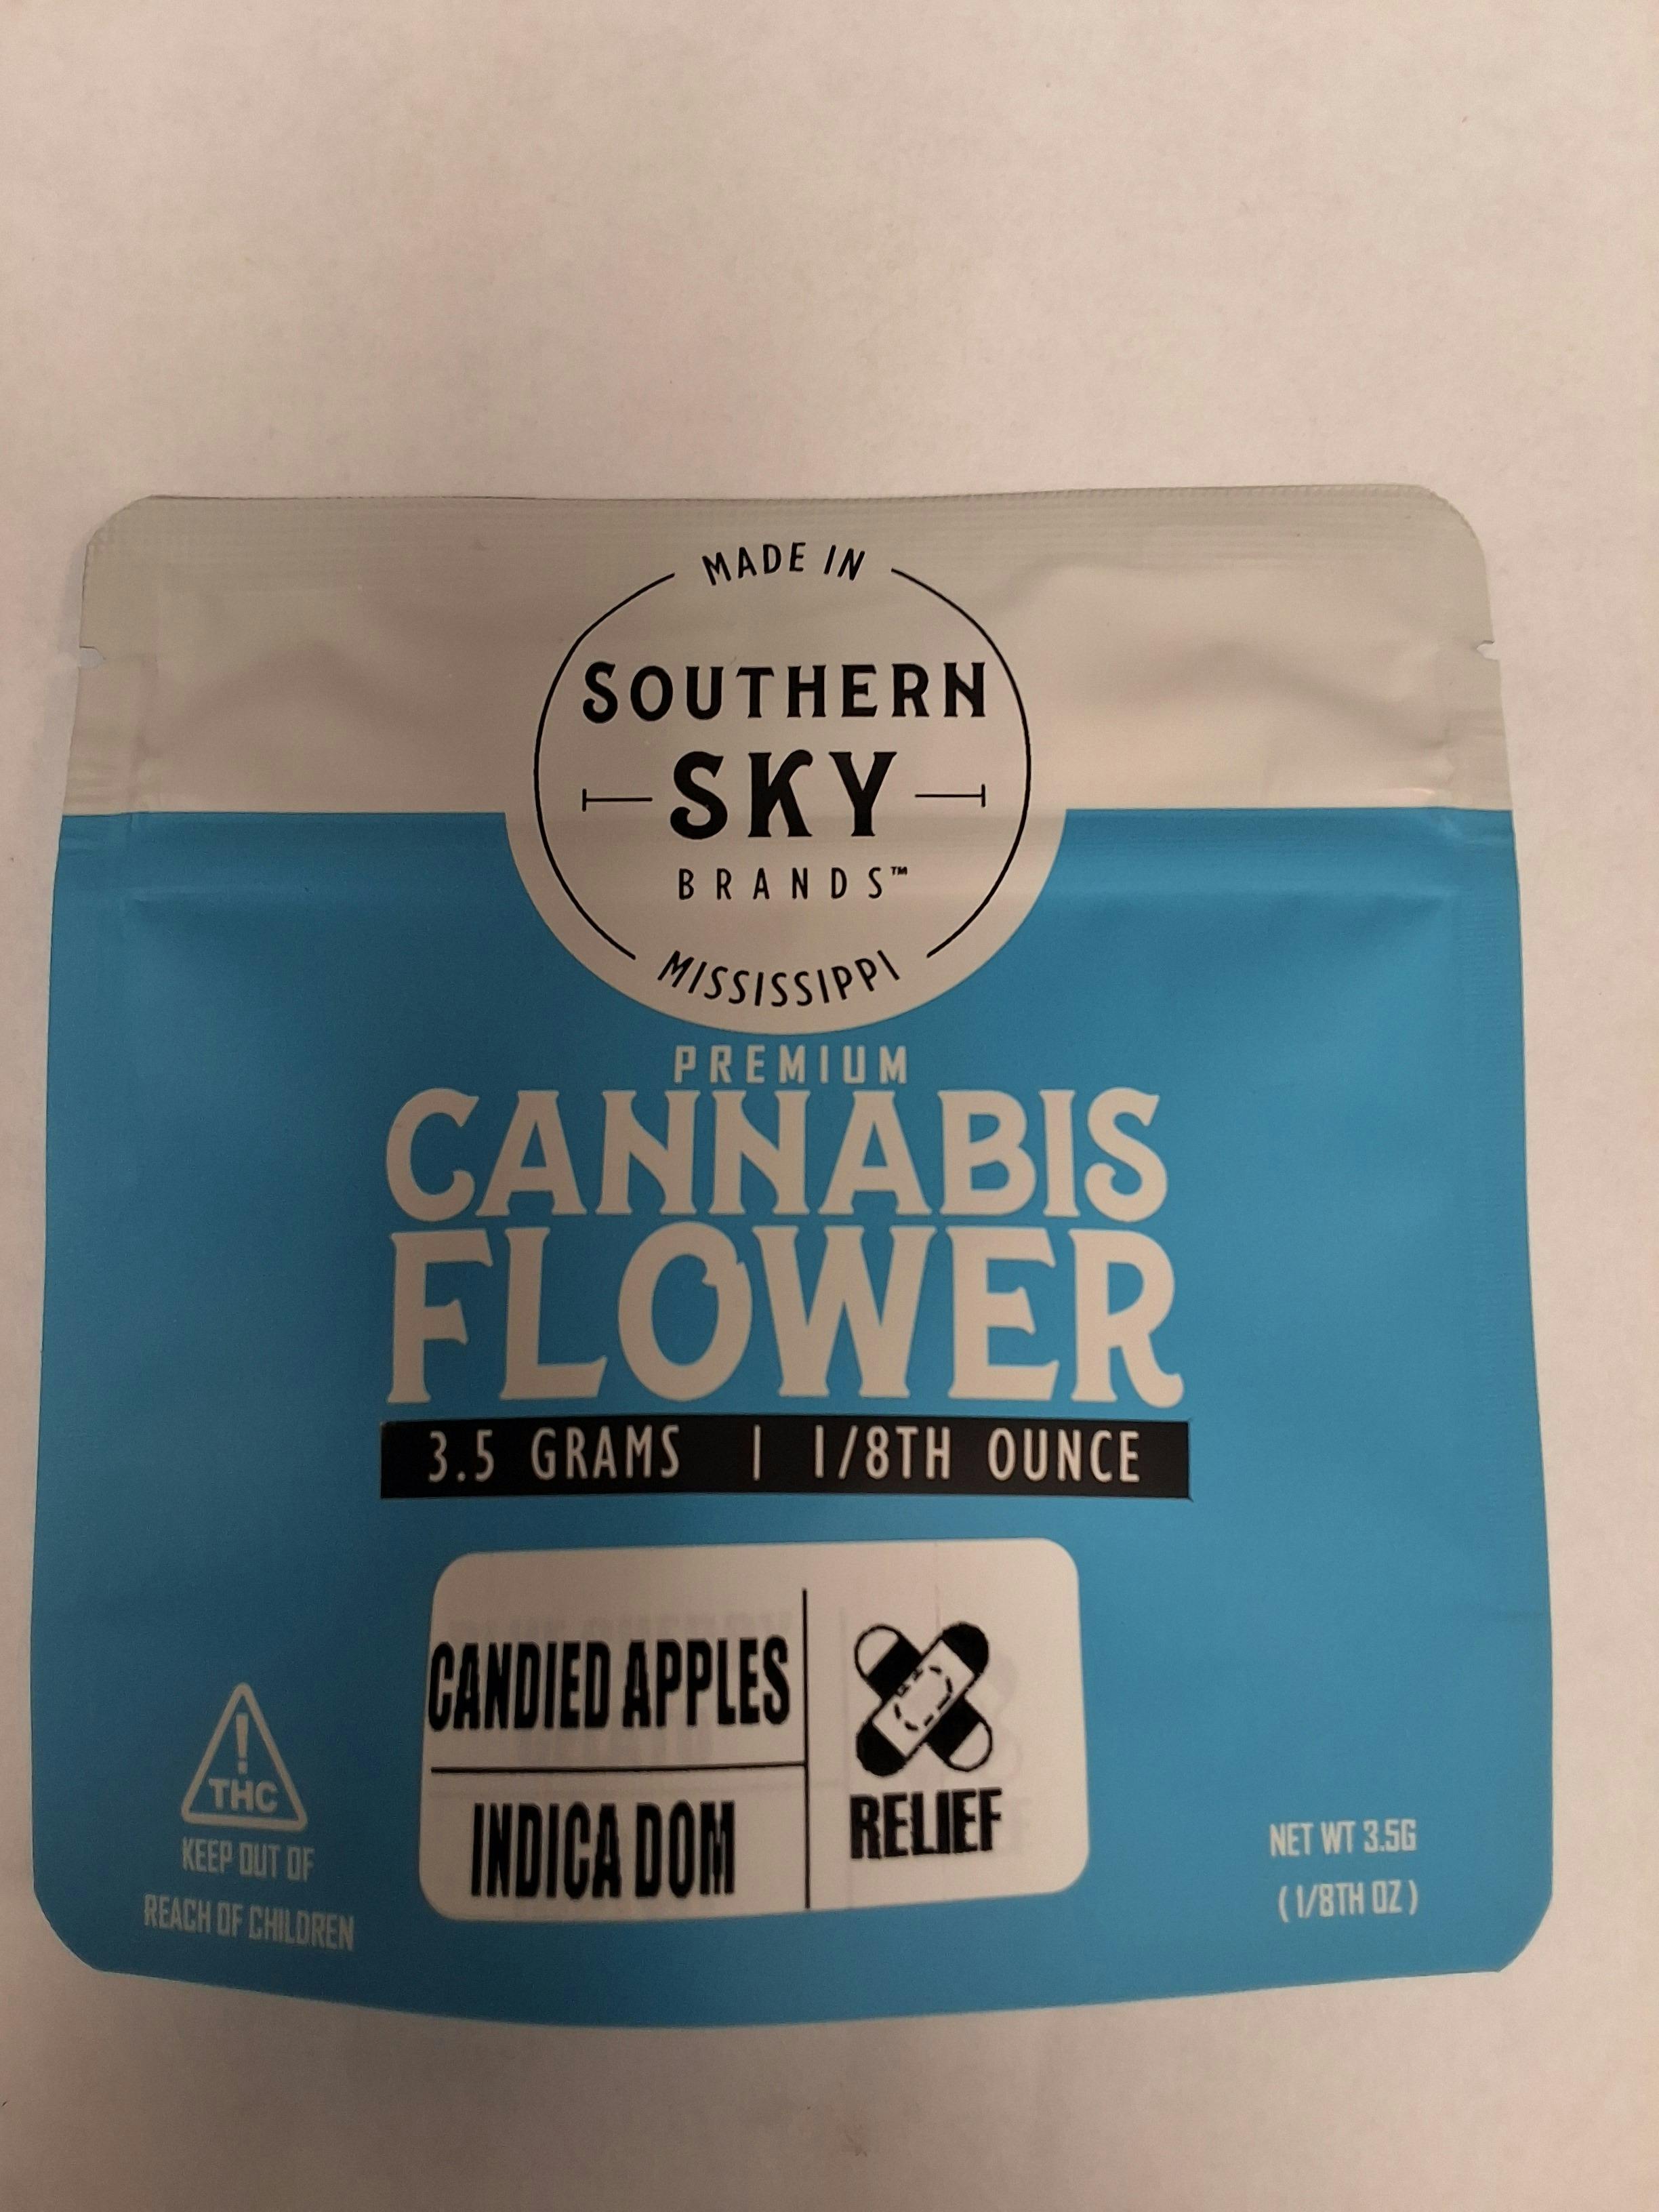 MADE IN
SOUTHERN
SKY
BRANDS™
MISSISSIPPI
PREMIUM
CANNABIS
FLOWER
3.5 GRAMS | 1/8TH OUNCE
CANDIED APPLES
INDICA DOM
RELIEF
!
THC
KEEP OUT OF
REACH OF CHILDREN
NET WT 3.5G
( 1/8TH OZ )